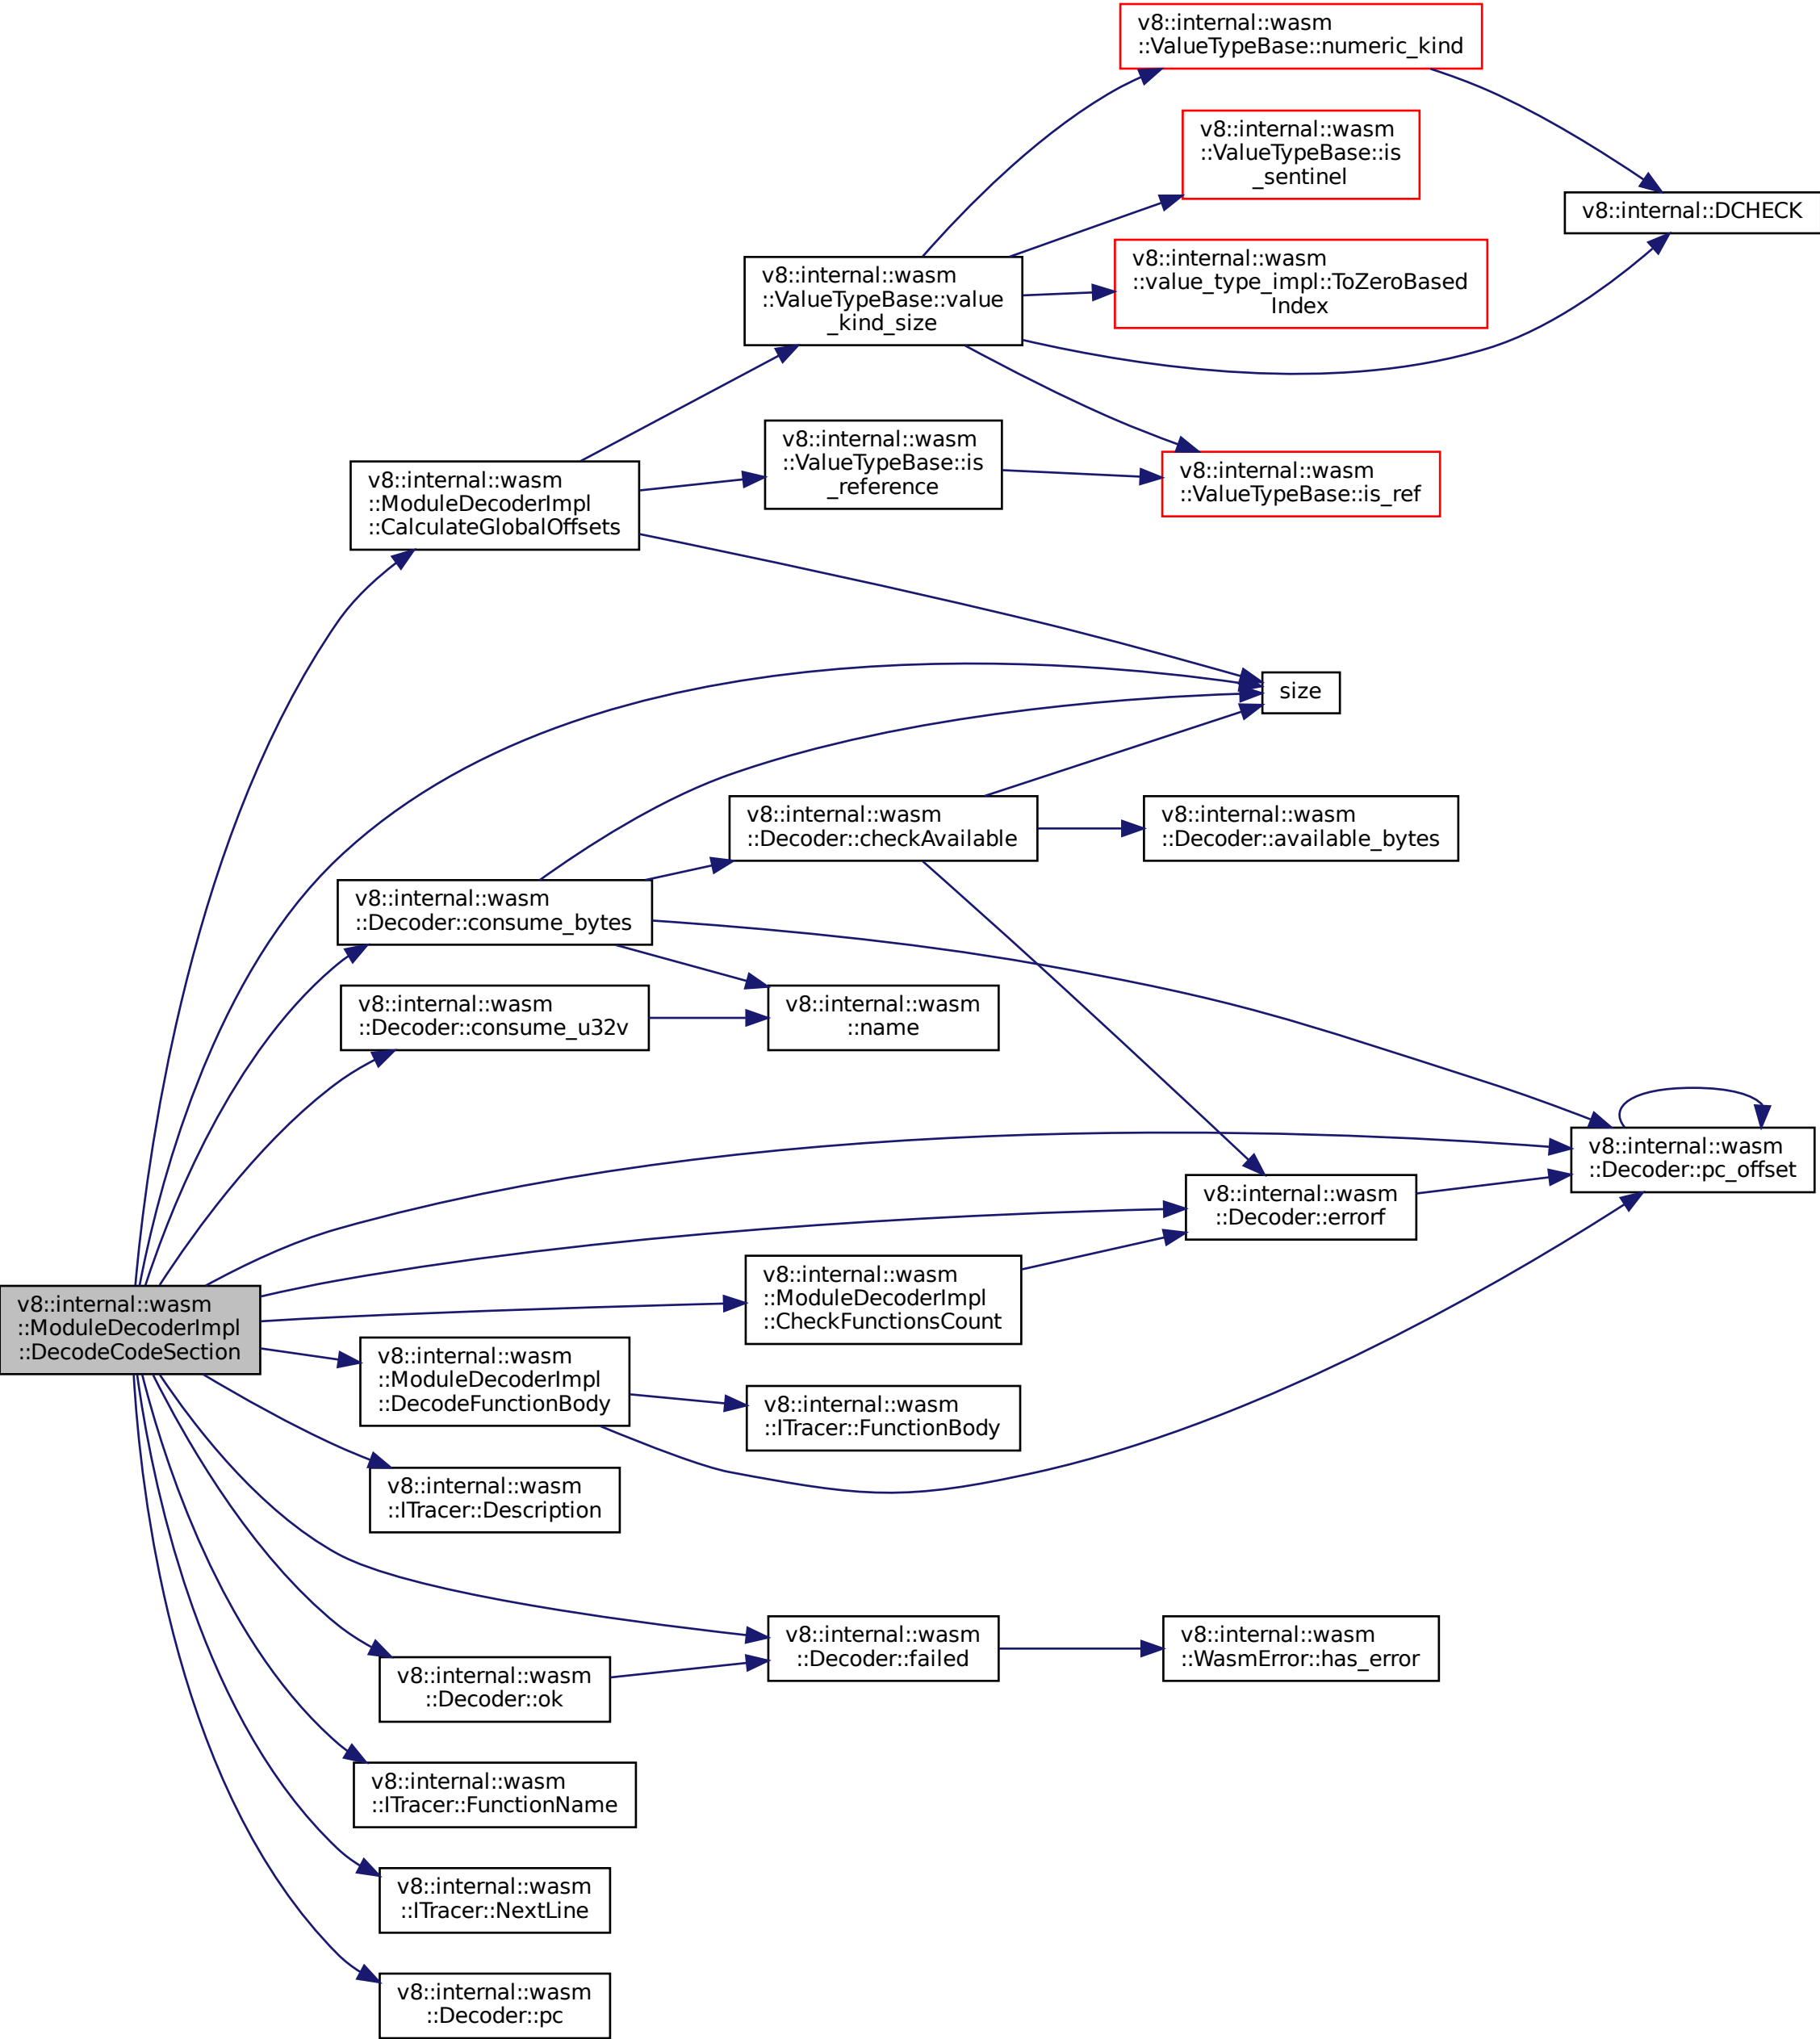 v8::internal::wasm
::ValueTypeBase::numeric_kind
v8::internal::wasm
::ValueTypeBase::is
_sentinel
v8::internal::DCHECK
v8::internal::wasm
::value_type_impl::ToZeroBased
Index
v8::internal::wasm
::ValueTypeBase::value
_kind_size
v8::internal::wasm
::ValueTypeBase::is
_reference
v8::internal::wasm
::ValueTypeBase::is_ref
v8::internal::wasm
::ModuleDecoderImpl
::CalculateGlobalOffsets
size
v8::internal::wasm
::Decoder::checkAvailable
v8::internal::wasm
::Decoder::available_bytes
v8::internal::wasm
::Decoder::consume_bytes
v8::internal::wasm
::Decoder::consume_u32v
v8::internal::wasm
::name
v8::internal::wasm
::Decoder::pc_offset
v8::internal::wasm
::Decoder::errorf
v8::internal::wasm
::ModuleDecoderImpl
::CheckFunctionsCount
v8::internal::wasm
::ModuleDecoderImpl
::DecodeCodeSection
v8::internal::wasm
::ModuleDecoderImpl
::DecodeFunctionBody
v8::internal::wasm
::ITracer::FunctionBody
v8::internal::wasm
::ITracer::Description
v8::internal::wasm
::Decoder::failed
v8::internal::wasm
::WasmError::has_error
v8::internal::wasm
::Decoder::ok
v8::internal::wasm
::ITracer::FunctionName
v8::internal::wasm
::ITracer::NextLine
v8::internal::wasm
::Decoder::pc